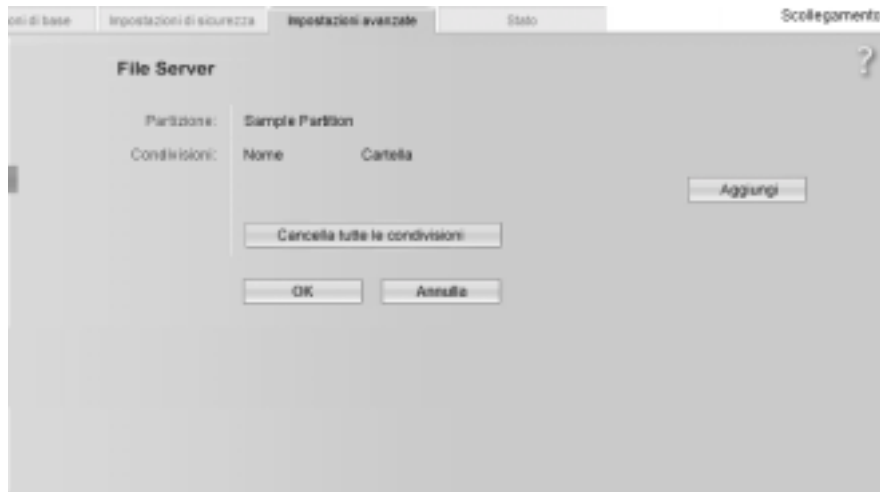 oni di base Impostazioni di sicurezza Impostazioni avanzate Stato Scollegamento
File Server
?
Partizione: Sample Partition
Condivisioni: Nome Cartella
Aggiungi
Cancella tutte le condivisioni
OK Annulla